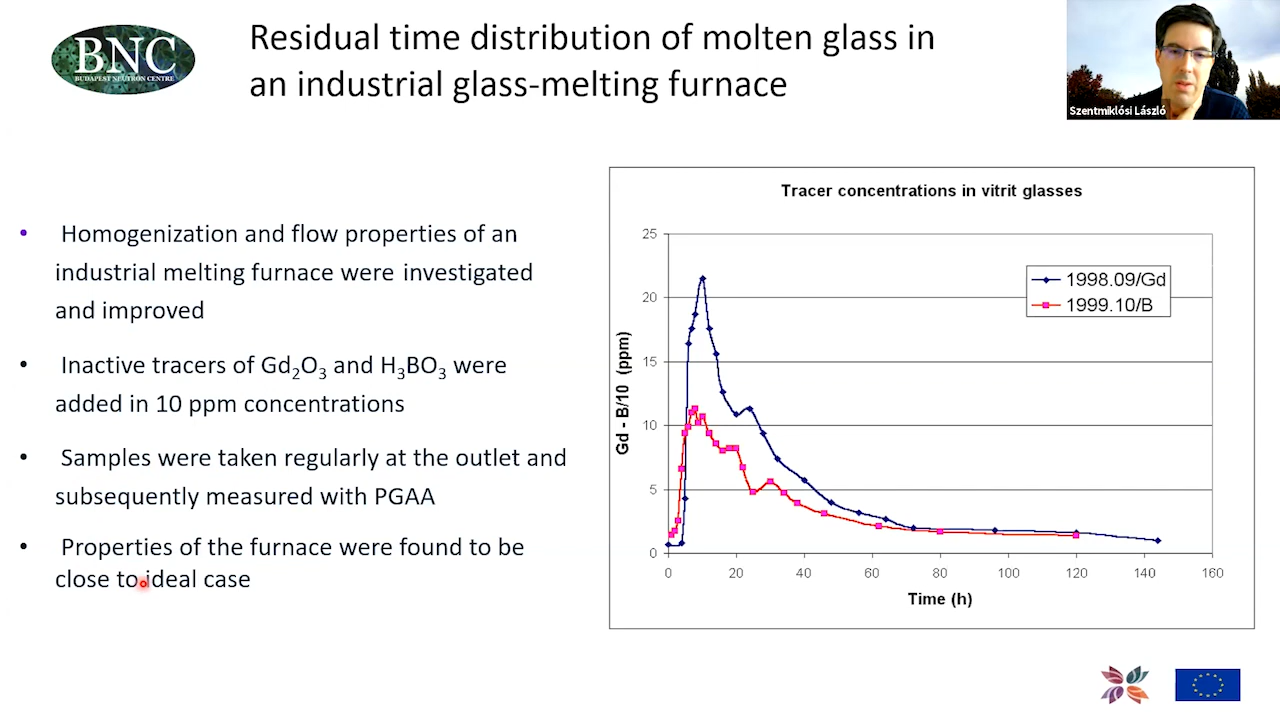 BNC
BUDAPEST NEUTRON CENTRE
Residual time distribution of molten glass in
an industrial glass-melting furnace
Szentmiklósi László
• Homogenization and flow properties of an
industrial melting furnace were investigated
and improved
• Inactive tracers of Gd₂O₃ and H₃BO₃ were
added in 10 ppm concentrations
• Samples were taken regularly at the outlet and
subsequently measured with PGAA
• Properties of the furnace were found to be
close to ideal case
Tracer concentrations in vitrit glasses
Gd - B/10 (ppm)
25
20
15
10
5
0
1998.09/Gd
1999.10/B
0 20 40 60 80 100 120 140 160
Time (h)